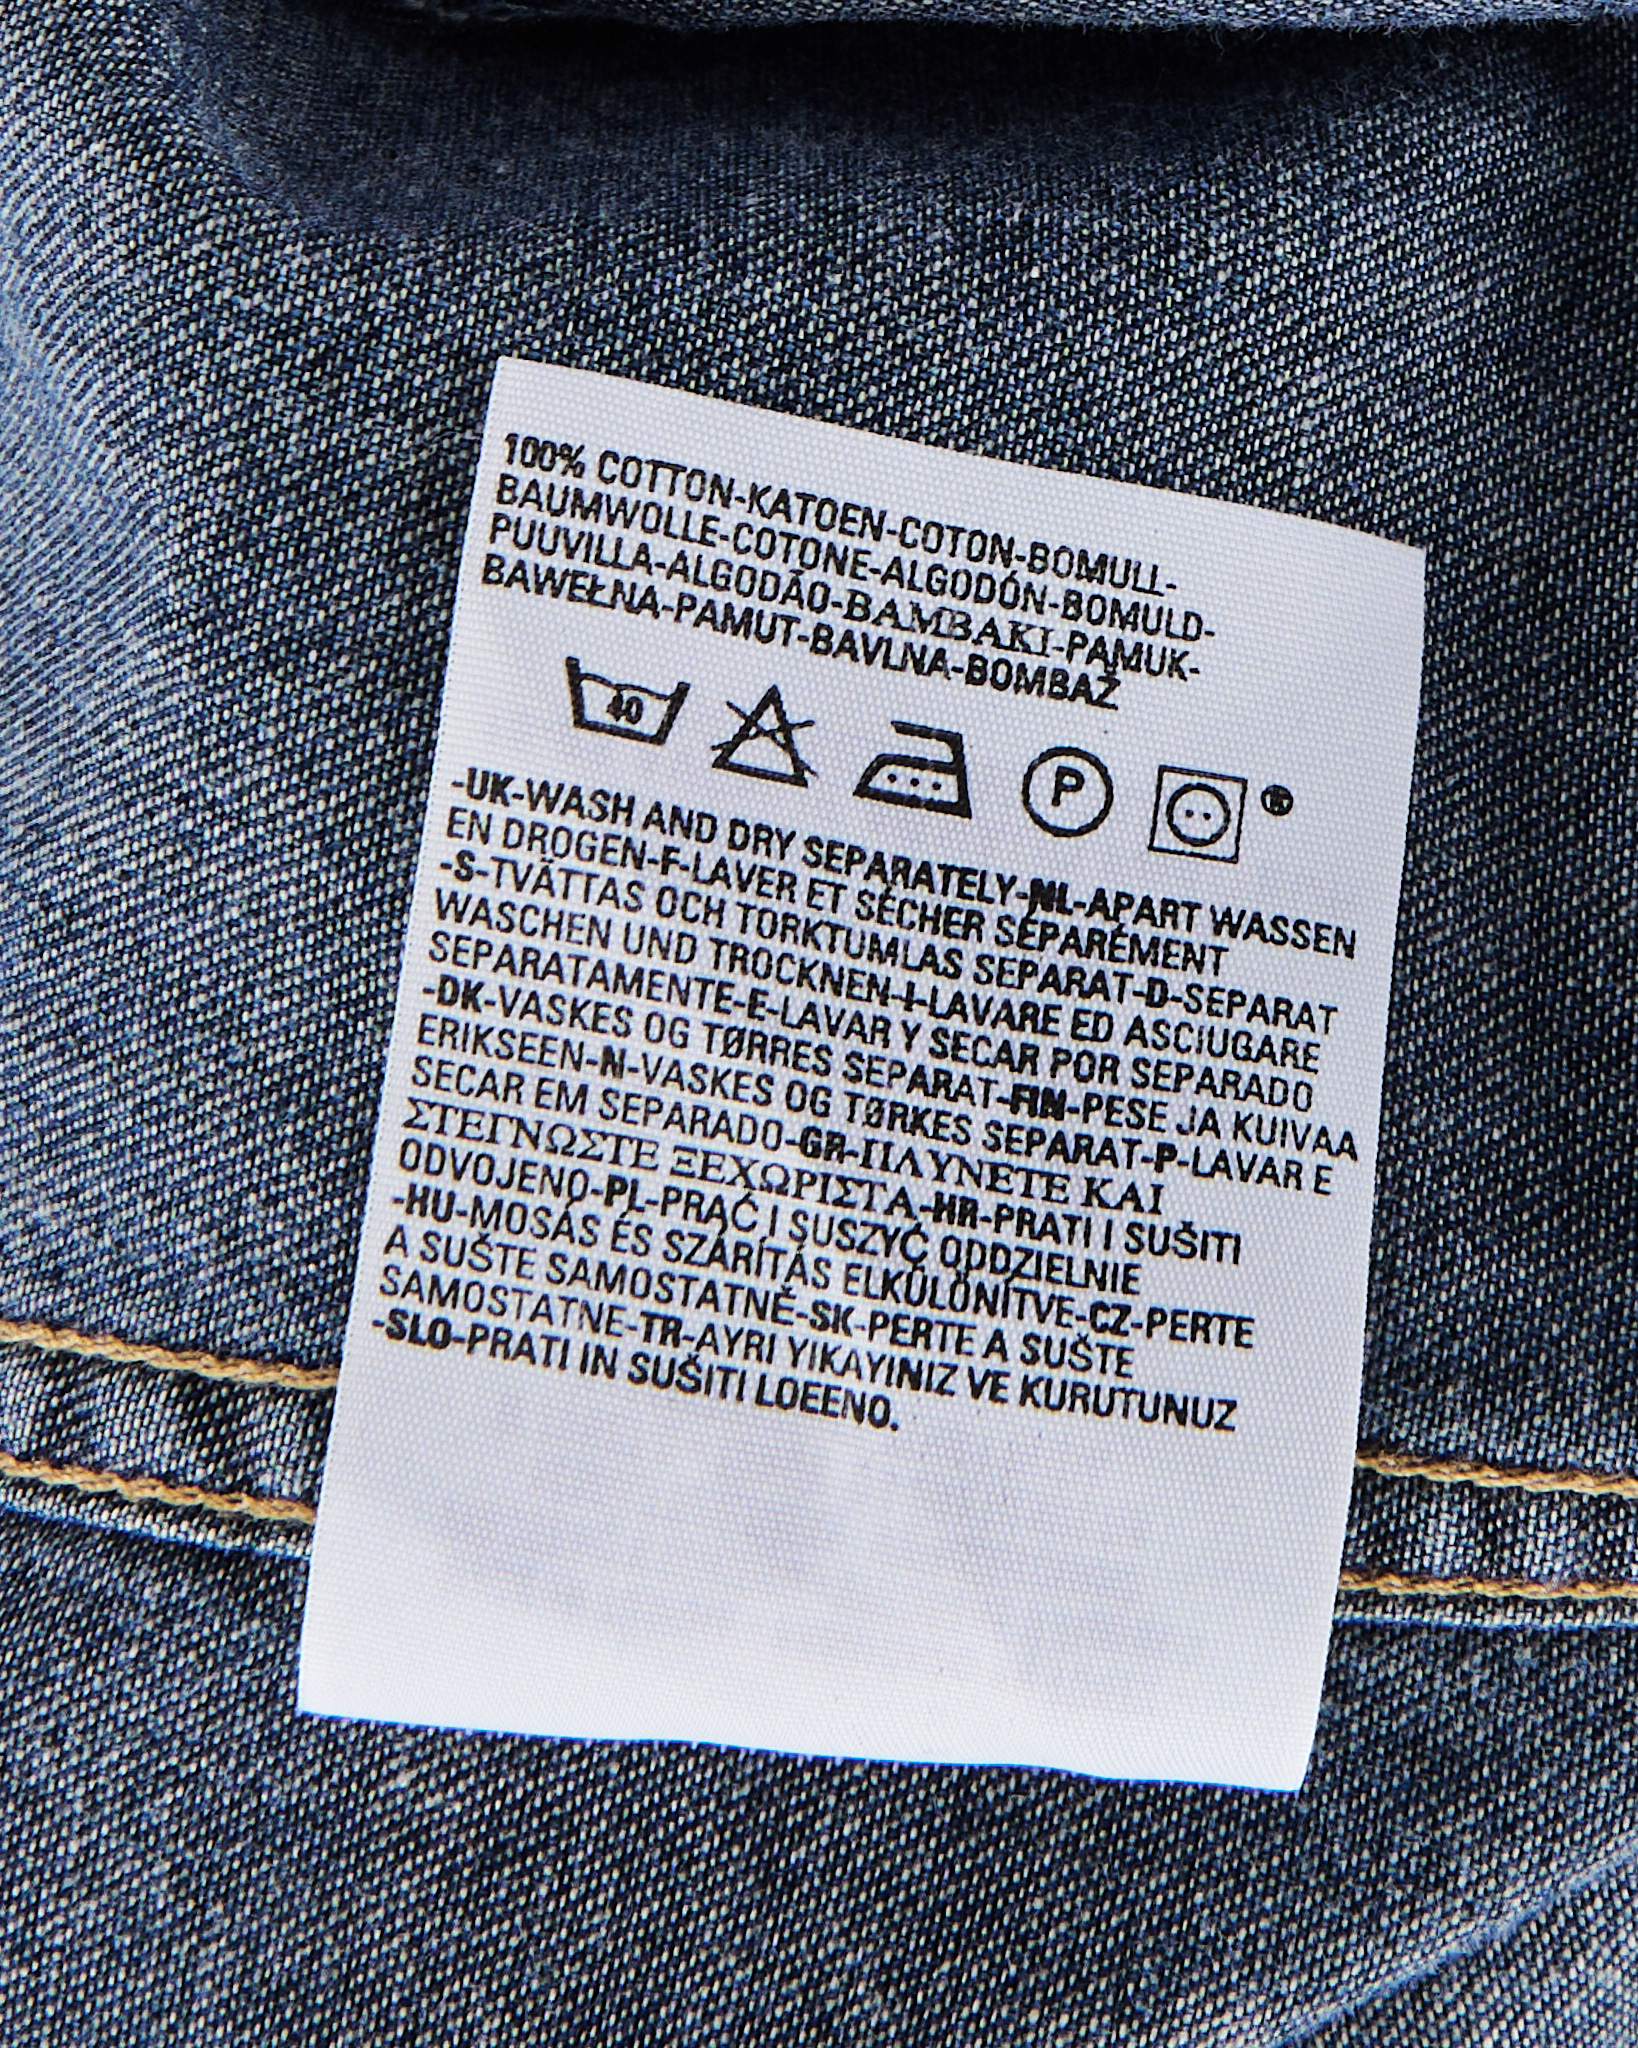 100% COTTON-KATOEN-COTON-BOMULL-
BAUMWOLLE-COTONE-ALGODÓN-BOMULD-
PUUVILLA-ALGODÃO-BAMBAKI-PAMUK-
BAWEŁNA-PAMUT-BAVLNA-BOMBAŽ
40
P
-UK-WASH AND DRY SEPARATELY-NL-APART WASSEN
EN DROGEN-F-LAVER ET SÉCHER SÉPARÉMENT
-S-TVÄTTAS OCH TORKTUMLAS SEPARAT-D-SEPARAT
WASCHEN UND TROCKNEN-I-LAVARE ED ASCIUGARE
SEPARATAMENTE-E-LAVAR Y SECAR POR SEPARADO
-DK-VASKES OG TØRRES SEPARAT-FIN-PESE JA KUIVAA
ERIKSEEN-N-VASKES OG TØRKES SEPARAT-P-LAVAR E
SECAR EM SEPARADO-GR-ΠΛΥΝΕΤΕ ΚΑΙ
ΣΤΕΓΝΩΣΤΕ ΞΕΧΩΡΙΣΤΑ-HR-PRATI I SUŠITI
ODVOJENO-PL-PRAĆ I SUSZYĆ ODDZIELNIE
-HU-MOSÁS ÉS SZÁRÍTÁS ELKÜLÖNÍTVE-CZ-PERTE
A SUŠTE SAMOSTATNĚ-SK-PERTE A SUŠTE
SAMOSTATNE-TR-AYRI YIKAYINIZ VE KURUTUNUZ
-SLO-PRATI IN SUŠITI LOEENO.